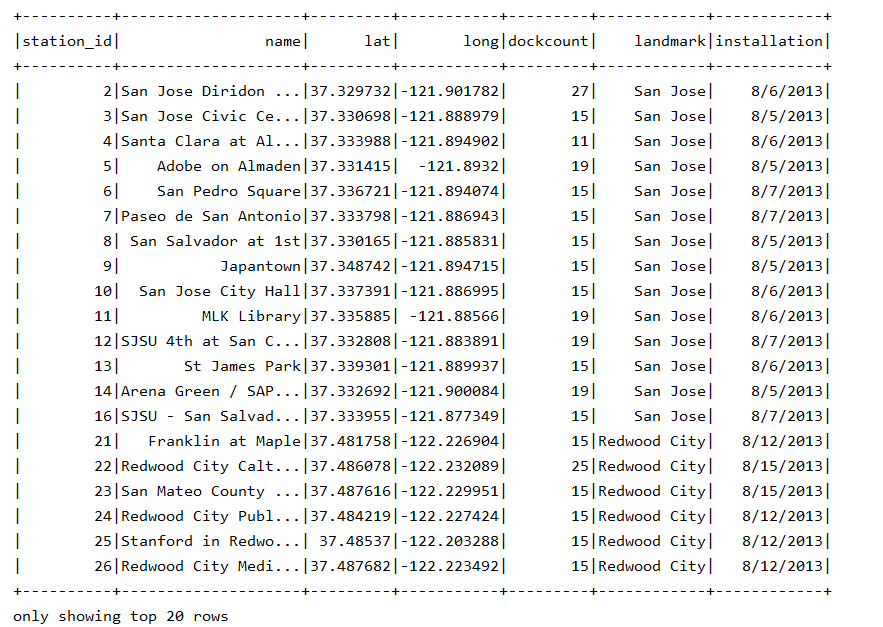 +----------+--------------------+---------+-----------+---------+------------+------------+
|station_id|                name|      lat|       long|dockcount|    landmark|installation|
+----------+--------------------+---------+-----------+---------+------------+------------+
|         2|San Jose Diridon ...|37.329732|-121.901782|       27|    San Jose|    8/6/2013|
|         3|San Jose Civic Ce...|37.330698|-121.888979|       15|    San Jose|    8/5/2013|
|         4|Santa Clara at Al...|37.333988|-121.894902|       11|    San Jose|    8/6/2013|
|         5|    Adobe on Almaden|37.331415|  -121.8932|       19|    San Jose|    8/5/2013|
|         6|    San Pedro Square|37.336721|-121.894074|       15|    San Jose|    8/7/2013|
|         7|Paseo de San Antonio|37.333798|-121.886943|       15|    San Jose|    8/7/2013|
|         8| San Salvador at 1st|37.330165|-121.885831|       15|    San Jose|    8/5/2013|
|         9|           Japantown|37.348742|-121.894715|       15|    San Jose|    8/5/2013|
|        10|  San Jose City Hall|37.337391|-121.886995|       15|    San Jose|    8/6/2013|
|        11|         MLK Library|37.335885| -121.88566|       19|    San Jose|    8/6/2013|
|        12|SJSU 4th at San C...|37.332808|-121.883891|       19|    San Jose|    8/7/2013|
|        13|       St James Park|37.339301|-121.889937|       15|    San Jose|    8/6/2013|
|        14|Arena Green / SAP...|37.332692|-121.900084|       19|    San Jose|    8/5/2013|
|        16|SJSU - San Salvad...|37.333955|-121.877349|       15|    San Jose|    8/7/2013|
|        21|   Franklin at Maple|37.481758|-122.226904|       15|Redwood City|   8/12/2013|
|        22|Redwood City Calt...|37.486078|-122.232089|       25|Redwood City|   8/15/2013|
|        23|San Mateo County ...|37.487616|-122.229951|       15|Redwood City|   8/15/2013|
|        24|Redwood City Publ...|37.484219|-122.227424|       15|Redwood City|   8/12/2013|
|        25|Stanford in Redwo...| 37.48537|-122.203288|       15|Redwood City|   8/12/2013|
|        26|Redwood City Medi...|37.487682|-122.223492|       15|Redwood City|   8/12/2013|
+----------+--------------------+---------+-----------+---------+------------+------------+
only showing top 20 rows